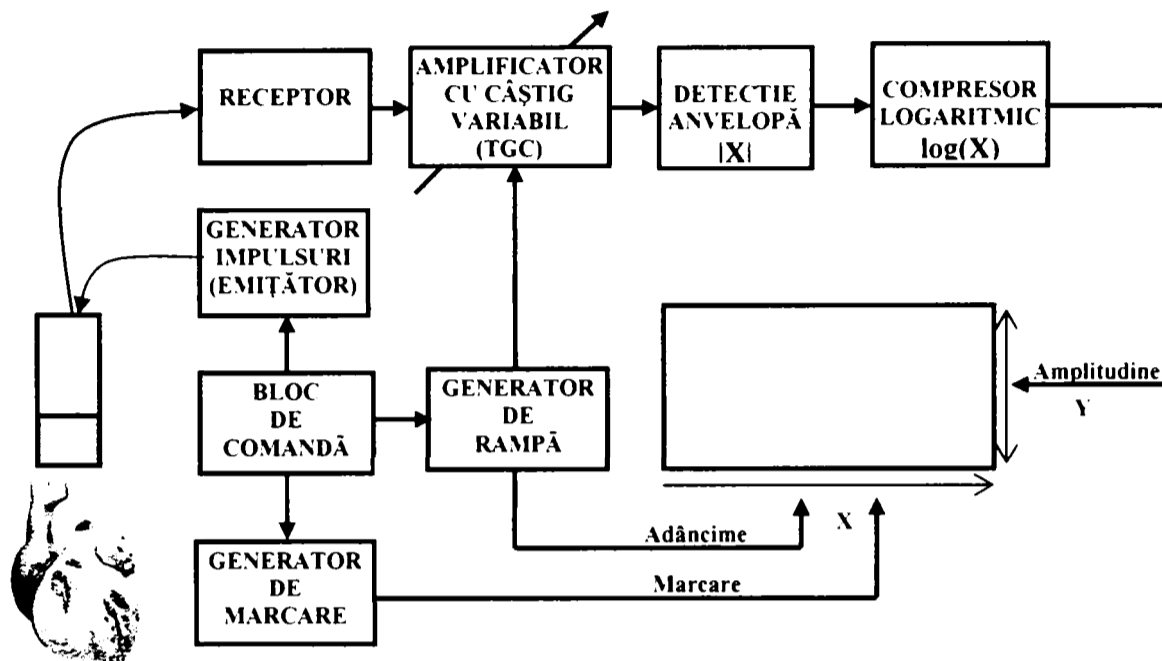 RECEPTOR
AMPLIFICATOR
CU CÂȘTIG
VARIABIL
(TGC)
DETECTIE
ANVELOPĂ
|X|
COMPRESOR
LOGARITMIC
log(X)
GENERATOR
IMPULSURI
(EMIȚĂTOR)
BLOC
DE
COMANDĂ
GENERATOR
DE
RAMPĂ
Amplitudine
Y
X
Adâncime
GENERATOR
DE
MARCARE
Marcare